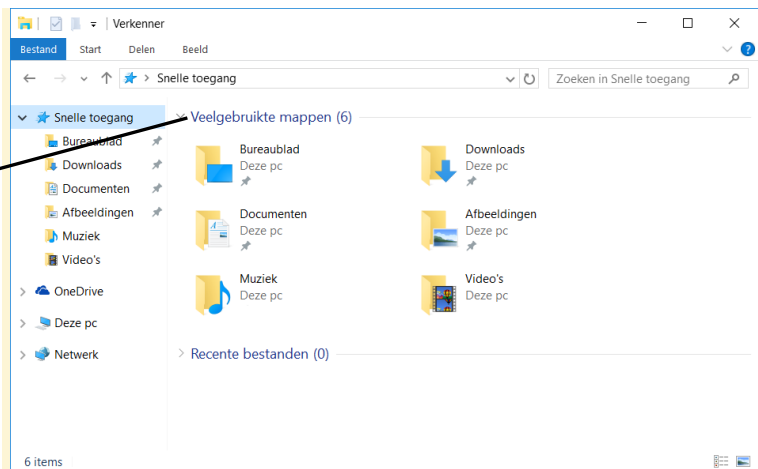 Verkenner
Bestand Start Delen Beeld
Snelle toegang Zoeken in Snelle toegang
Snelle toegang
Bureaublad
Downloads
Documenten
Afbeeldingen
Muziek
Video's
OneDrive
Deze pc
Netwerk
Veelgebruikte mappen (6)
Bureaublad
Deze pc
Downloads
Deze pc
Documenten
Deze pc
Afbeeldingen
Deze pc
Muziek
Deze pc
Video's
Deze pc
Recente bestanden (0)
6 items